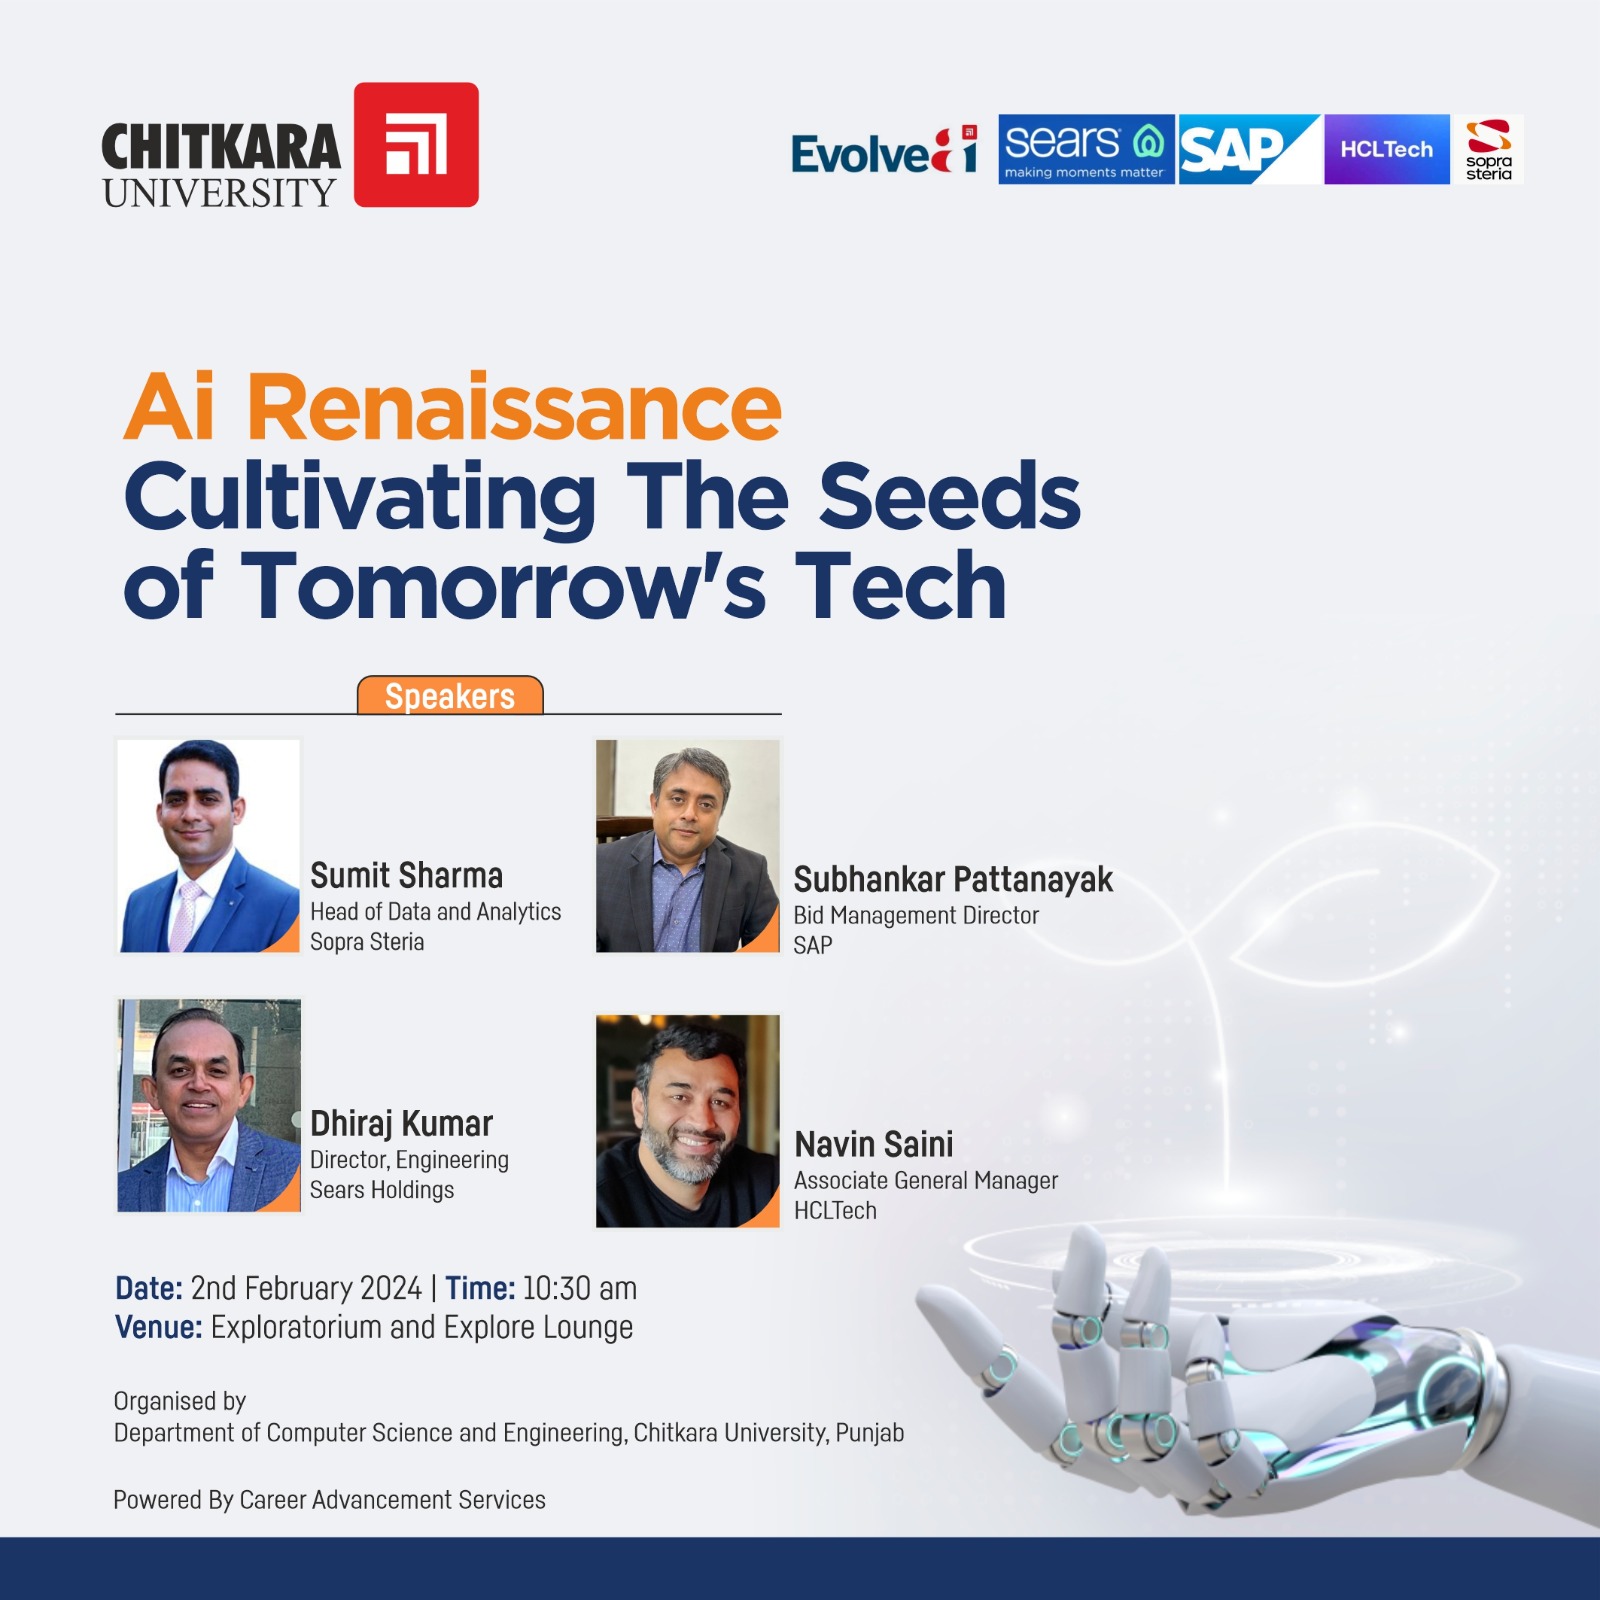 CHITKARA
UNIVERSITY
Evolve
sears
making moments matter
SAP
HCLTech
sopra
steria
Ai Renaissance
Cultivating The Seeds
of Tomorrow's Tech
Speakers
Sumit Sharma
Head of Data and Analytics
Sopra Steria
Subhankar Pattanayak
Bid Management Director
SAP
Dhiraj Kumar
Director, Engineering
Sears Holdings
Navin Saini
Associate General Manager
HCLTech
Date: 2nd February 2024 | Time: 10:30 am
Venue: Exploratorium and Explore Lounge
Organised by
Department of Computer Science and Engineering, Chitkara University, Punjab
Powered By Career Advancement Services